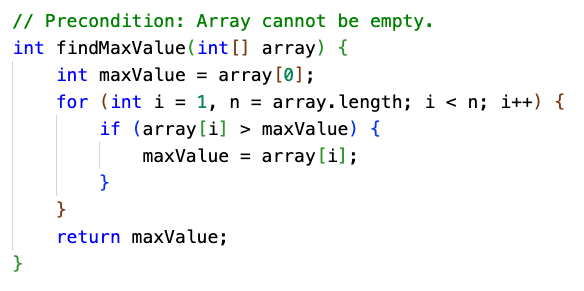 // Precondition: Array cannot be empty.
int findMaxValue(int[] array) {
    int maxValue = array[0];
    for (int i = 1, n = array.length; i < n; i++) {
        if (array[i] > maxValue) {
            maxValue = array[i];
        }
    }
    return maxValue;
}